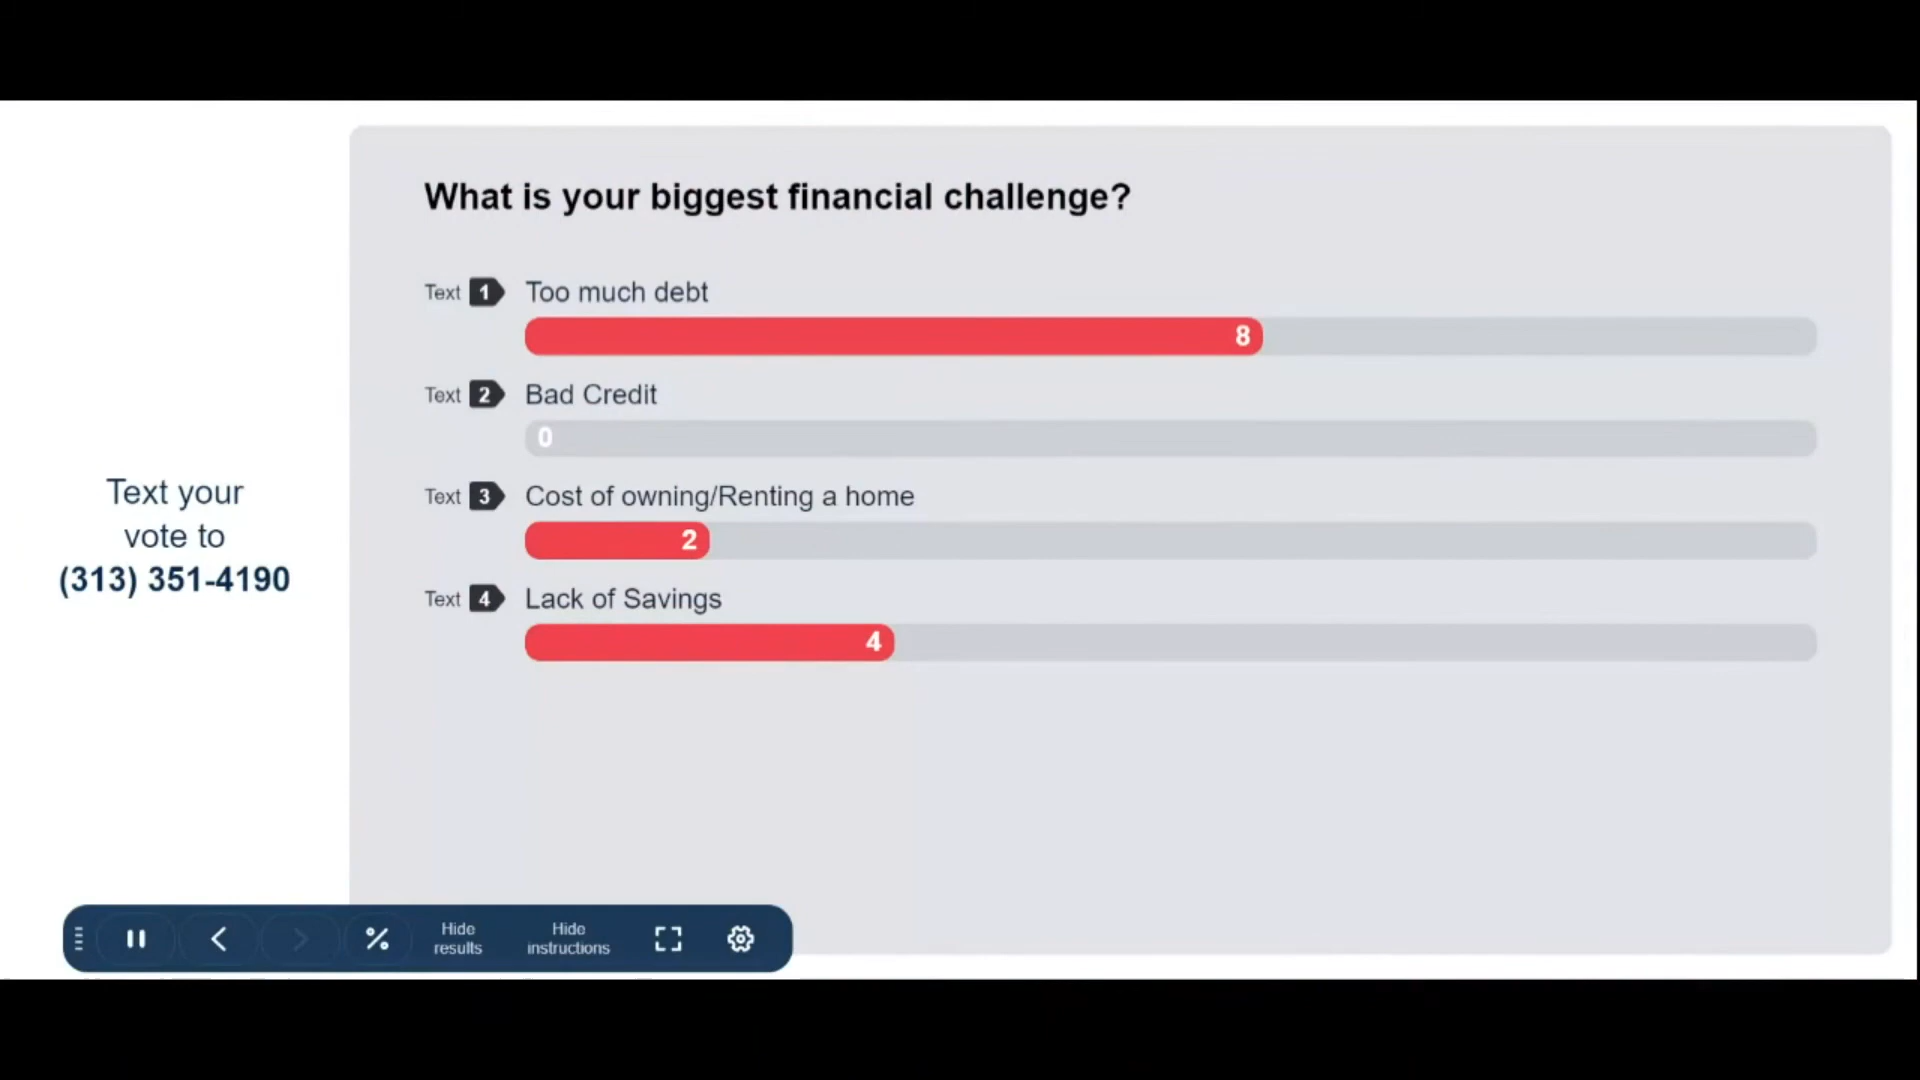 What is your biggest financial challenge?
Text 1 Too much debt
8
Text 2 Bad Credit
0
Text 3 Cost of owning/Renting a home
2
Text 4 Lack of Savings
4
Text your
vote to
(313) 351-4190
%
Hide
results
Hide
instructions